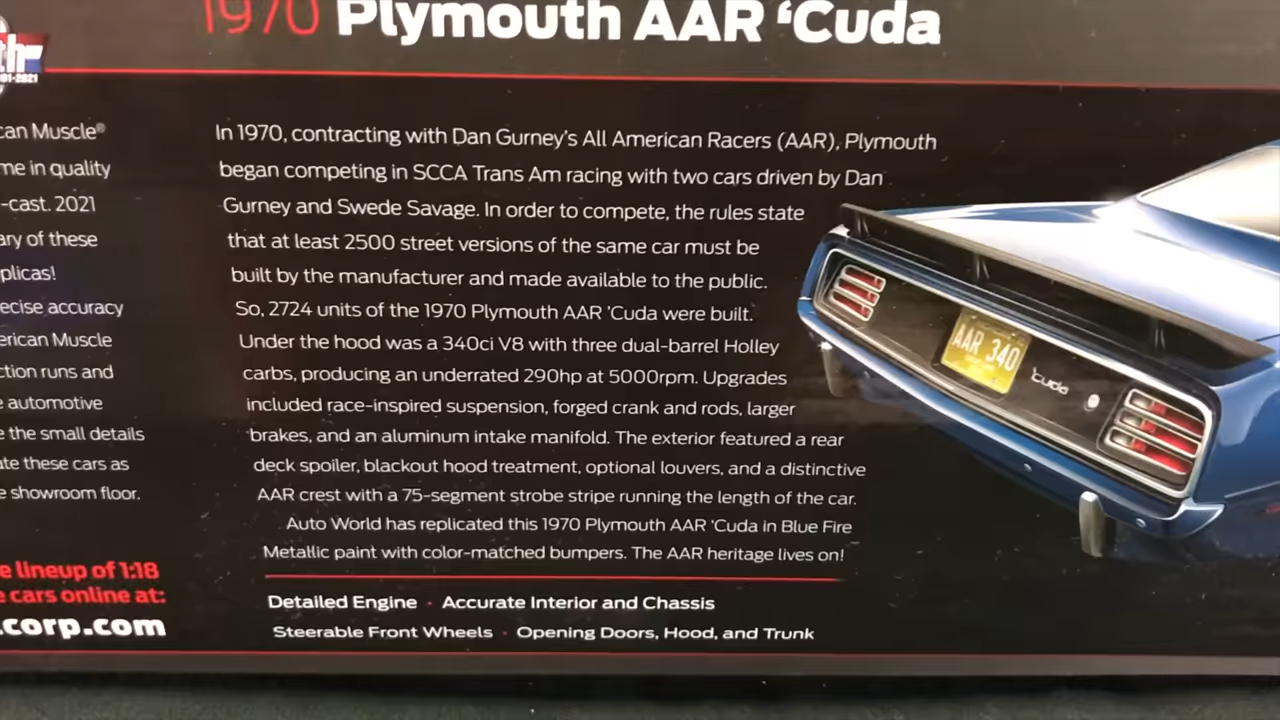 1970 Plymouth AAR ‘Cuda
can Muscle®
me in quality
-cast. 2021
ary of these
plicas!
ecise accuracy
erican Muscle
ction runs and
e automotive
e the small details
ate these cars as
e showroom floor.
e lineup of 1:18
e cars online at:
.corp.com
In 1970, contracting with Dan Gurney's All American Racers (AAR), Plymouth
began competing in SCCA Trans Am racing with two cars driven by Dan
Gurney and Swede Savage. In order to compete, the rules state
that at least 2500 street versions of the same car must be
built by the manufacturer and made available to the public.
So, 2724 units of the 1970 Plymouth AAR 'Cuda were built.
Under the hood was a 340ci V8 with three dual-barrel Holley
carbs, producing an underrated 290hp at 5000rpm. Upgrades
included race-inspired suspension, forged crank and rods, larger
brakes, and an aluminum intake manifold. The exterior featured a rear
deck spoiler, blackout hood treatment, optional louvers, and a distinctive
AAR crest with a 75-segment strobe stripe running the length of the car.
Auto World has replicated this 1970 Plymouth AAR 'Cuda in Blue Fire
Metallic paint with color-matched bumpers. The AAR heritage lives on!
Detailed Engine · Accurate Interior and Chassis
Steerable Front Wheels · Opening Doors, Hood, and Trunk
AAR 340
'cuda